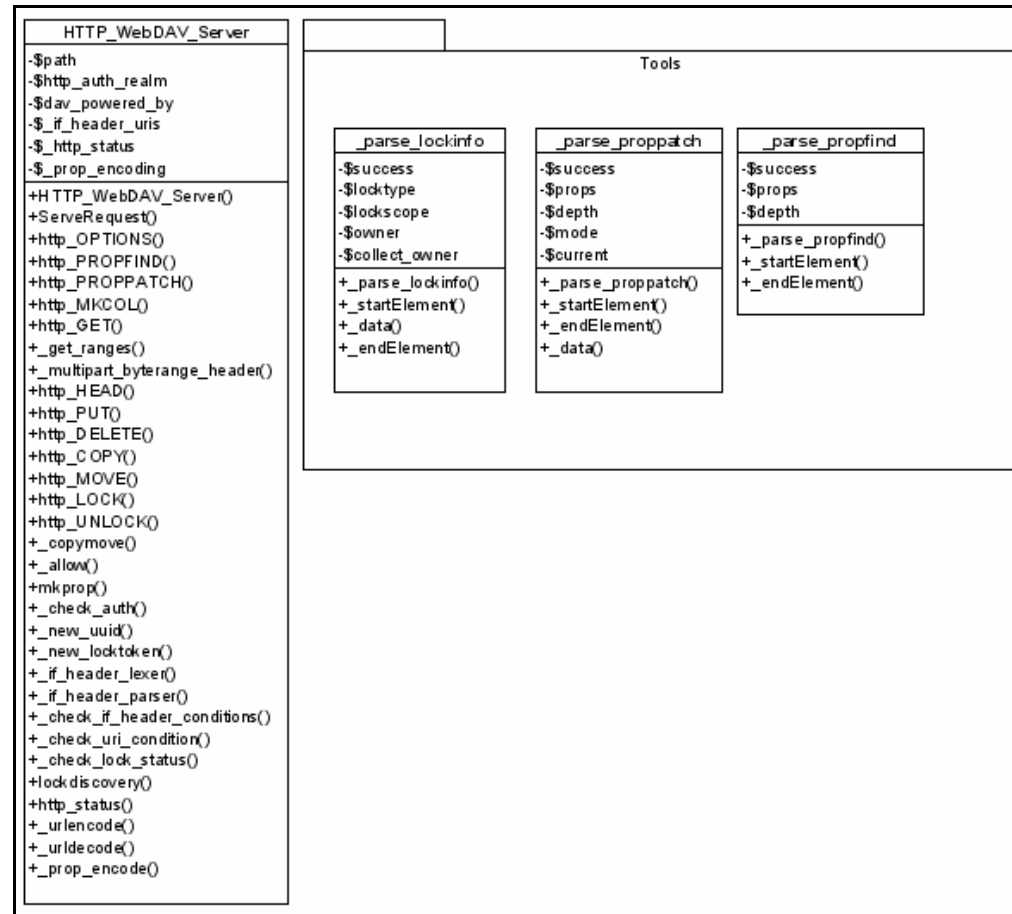 HTTP_WebDAV_Server
-$path
-$http_auth_realm
-$dav_powered_by
-$_if_header_uris
-$_http_status
-$_prop_encoding
+HTTP_WebDAV_Server()
+ServeRequest()
+http_OPTIONS()
+http_PROPFIND()
+http_PROPPATCH()
+http_MKCOL()
+http_GET()
+_get_ranges()
+_multipart_byterange_header()
+http_HEAD()
+http_PUT()
+http_DELETE()
+http_COPY()
+http_MOVE()
+http_LOCK()
+http_UNLOCK()
+_copymove()
+_allow()
+mkprop()
+_check_auth()
+_new_uuid()
+_new_locktoken()
+_if_header_lexer()
+_if_header_parser()
+_check_if_header_conditions()
+_check_uri_condition()
+_check_lock_status()
+lockdiscovery()
+http_status()
+_urlencode()
+_urldecode()
+_prop_encode()
Tools
_parse_lockinfo
-$success
-$locktype
-$lockscope
-$owner
-$collect_owner
+_parse_lockinfo()
+_startElement()
+_data()
+_endElement()
_parse_proppatch
-$success
-$props
-$depth
-$mode
-$current
+_parse_proppatch()
+_startElement()
+_endElement()
+_data()
_parse_propfind
-$success
-$props
-$depth
+_parse_propfind()
+_startElement()
+_endElement()